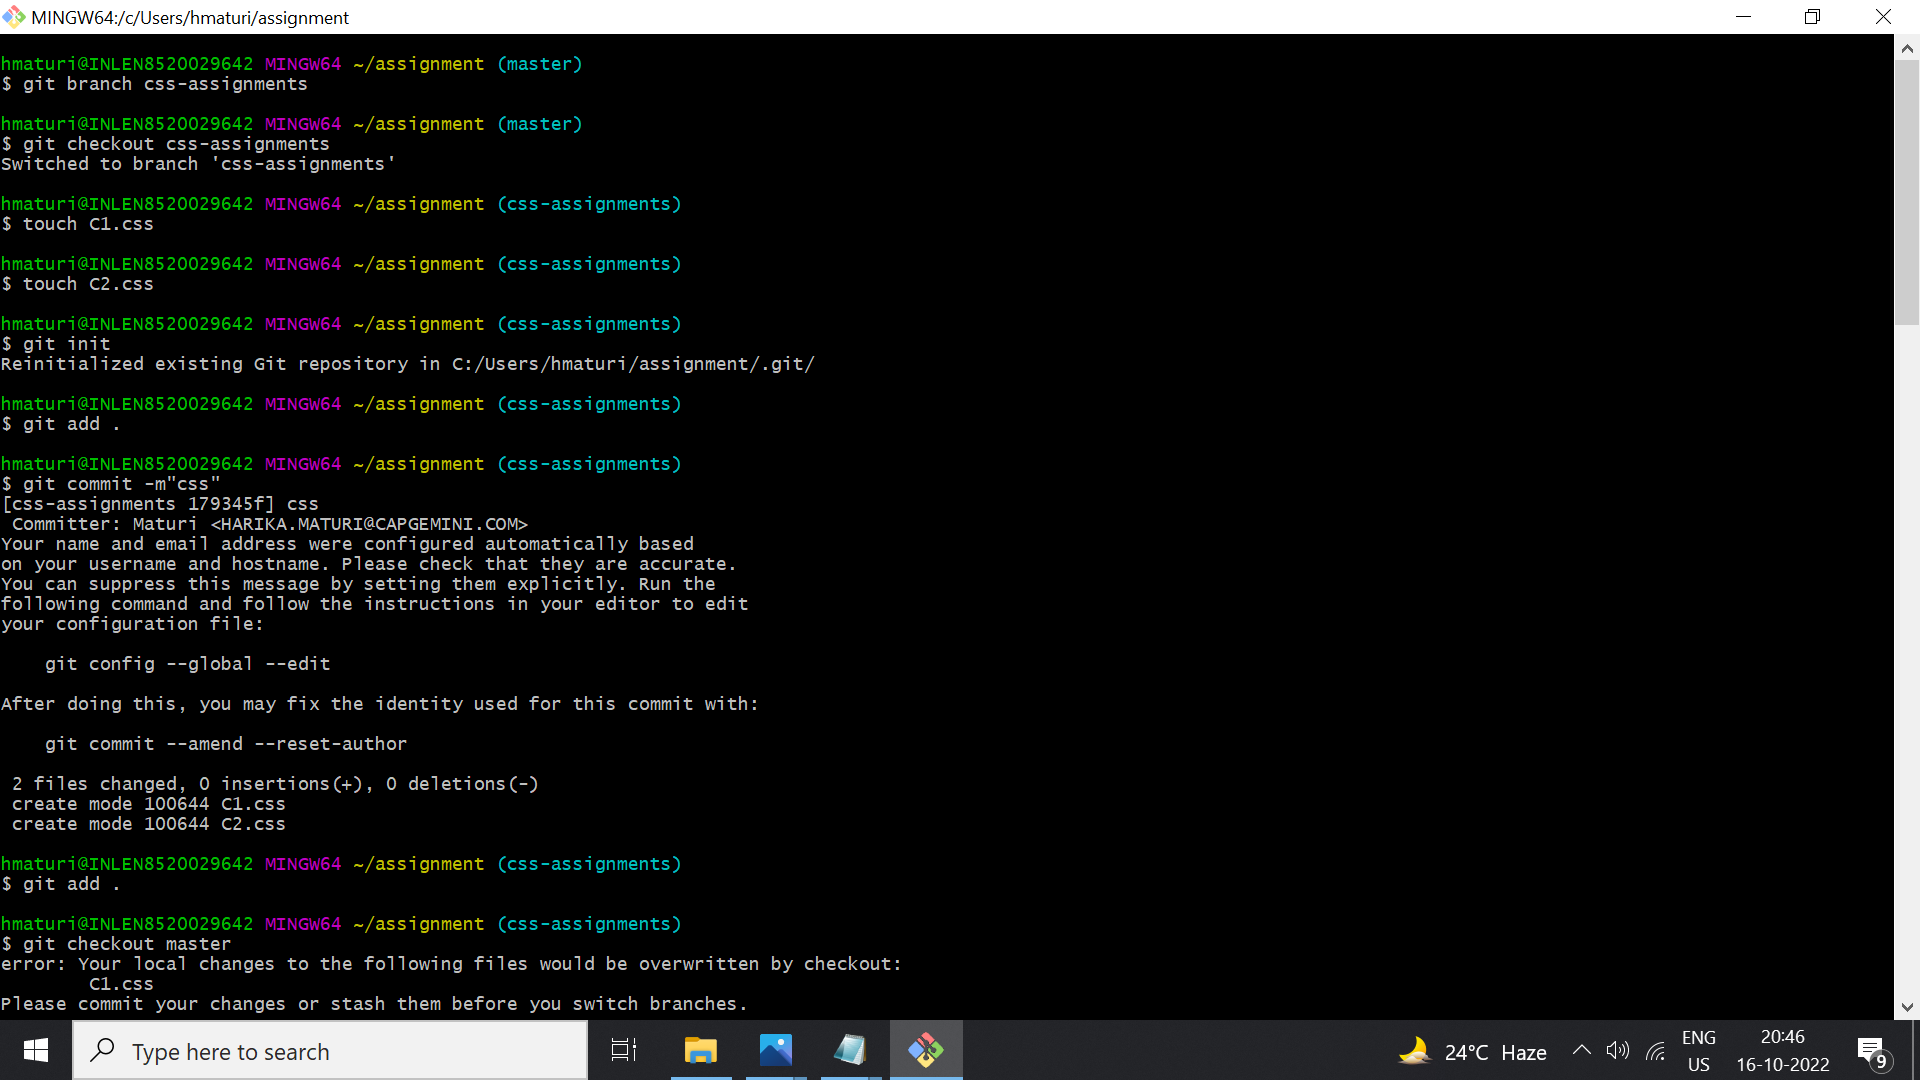 MINGW64:/c/Users/hmaturi/assignment
hmaturi@INLEN8520029642 MINGW64 ~/assignment (master)
$ git branch css-assignments
hmaturi@INLEN8520029642 MINGW64 ~/assignment (master)
$ git checkout css-assignments
Switched to branch 'css-assignments'
hmaturi@INLEN8520029642 MINGW64 ~/assignment (css-assignments)
$ touch C1.css
hmaturi@INLEN8520029642 MINGW64 ~/assignment (css-assignments)
$ touch C2.css
hmaturi@INLEN8520029642 MINGW64 ~/assignment (css-assignments)
$ git init
Reinitialized existing Git repository in C:/Users/hmaturi/assignment/.git/
hmaturi@INLEN8520029642 MINGW64 ~/assignment (css-assignments)
$ git add .
hmaturi@INLEN8520029642 MINGW64 ~/assignment (css-assignments)
$ git commit -m"css"
[css-assignments 179345f] css
Committer: Maturi <HARIKA.MATURI@CAPGEMINI.COM>
Your name and email address were configured automatically based
on your username and hostname. Please check that they are accurate.
You can suppress this message by setting them explicitly. Run the
following command and follow the instructions in your editor to edit
your configuration file:
git config --global --edit
After doing this, you may fix the identity used for this commit with:
git commit --amend --reset-author
2 files changed, 0 insertions(+), 0 deletions(-)
create mode 100644 C1.css
create mode 100644 C2.css
hmaturi@INLEN8520029642 MINGW64 ~/assignment (css-assignments)
$ git add .
hmaturi@INLEN8520029642 MINGW64 ~/assignment (css-assignments)
$ git checkout master
error: Your local changes to the following files would be overwritten by checkout:
C1.css
Please commit your changes or stash them before you switch branches.
Type here to search
24°C Haze
ENG
US
20:46
16-10-2022
9